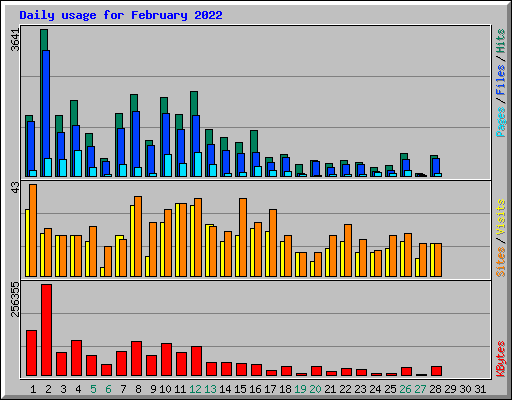 Daily usage for February 2022
3641
Pages / Files / Hits
43
Sites / Visits
256355
KBytes
1 2 3 4 5 6 7 8 9 10 11 12 13 14 15 16 17 18 19 20 21 22 23 24 25 26 27 28 29 30 31